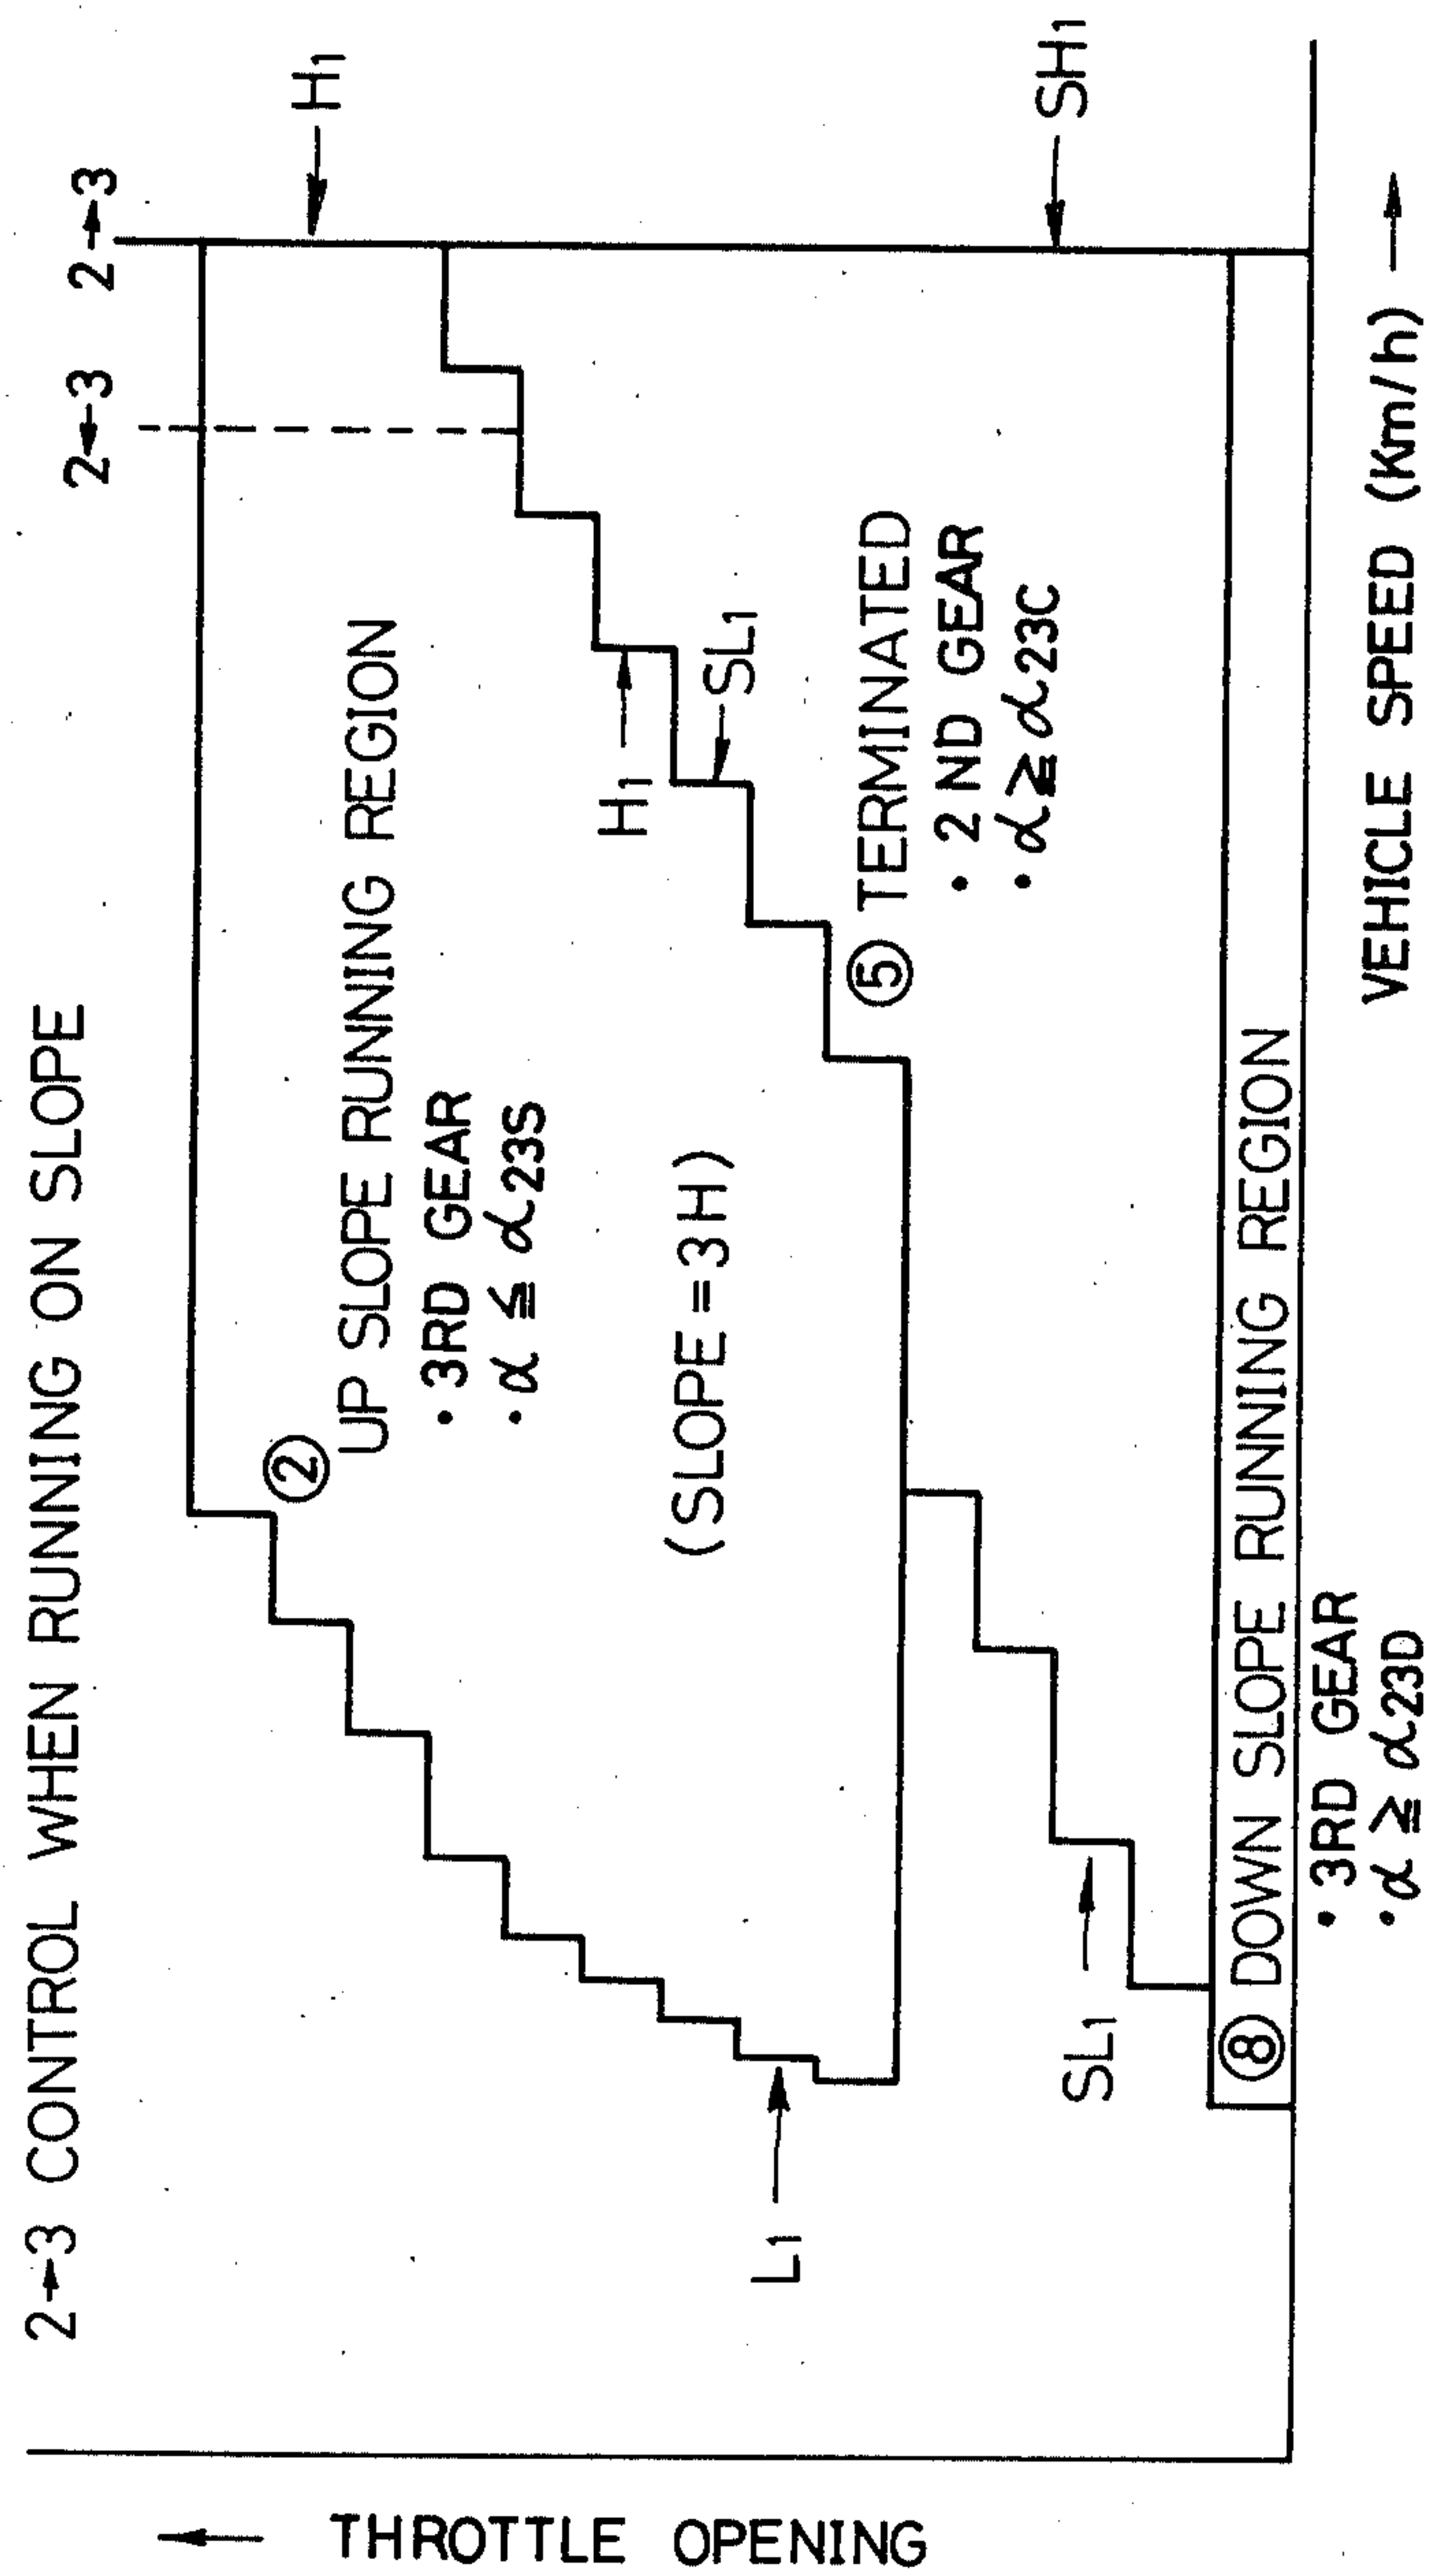 2→3 CONTROL WHEN RUNNING ON SLOPE
2←3 2→3
H1
② UP SLOPE RUNNING REGION
• 3RD GEAR
• α ≦ α23S
H1
(SLOPE = 3H)
SL1
L1
⑤ TERMINATED
• 2ND GEAR
• α ≧ α23C
SH1
SL1
⑧ DOWN SLOPE RUNNING REGION
• 3RD GEAR
• α ≧ α23D
THROTTLE OPENING →
VEHICLE SPEED (Km/h) →